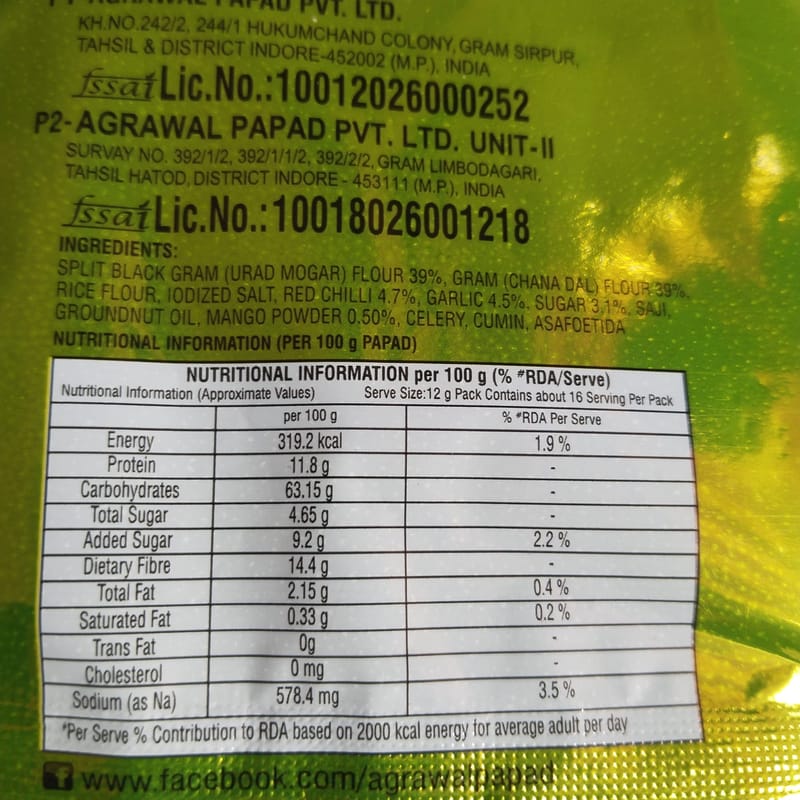 AGRAWAL PAPAD PVT. LTD.
KH.NO.242/2, 244/1 HUKUMCHAND COLONY, GRAM SIRPUR,
TAHSIL & DISTRICT INDORE-452002 (M.P.), INDIA
fssai Lic.No.:10012026000252
P2-AGRAWAL PAPAD PVT. LTD. UNIT-II
SURVAY NO. 392/1/2, 392/1/1/2, 392/2/2, GRAM LIMBODAGARI,
TAHSIL HATOD, DISTRICT INDORE - 453111 (M.P.), INDIA
fssai Lic.No.:10018026001218
INGREDIENTS:
SPLIT BLACK GRAM (URAD MOGAR) FLOUR 39%, GRAM (CHANA DAL) FLOUR 39%,
RICE FLOUR, IODIZED SALT, RED CHILLI 4.7%, GARLIC 4.5%, SUGAR 3.1%, SAJI,
GROUNDNUT OIL, MANGO POWDER 0.50%, CELERY, CUMIN, ASAFOETIDA
NUTRITIONAL INFORMATION (PER 100 g PAPAD)
NUTRITIONAL INFORMATION per 100 g (% #RDA/Serve)
Nutritional Information (Approximate Values) Serve Size:12 g Pack Contains about 16 Serving Per Pack
per 100 g % #RDA Per Serve
Energy 319.2 kcal 1.9 %
Protein 11.8 g -
Carbohydrates 63.15 g -
Total Sugar 4.65 g -
Added Sugar 9.2 g 2.2 %
Dietary Fibre 14.4 g -
Total Fat 2.15 g 0.4 %
Saturated Fat 0.33 g 0.2 %
Trans Fat 0g -
Cholesterol 0 mg -
Sodium (as Na) 578.4 mg 3.5 %
*Per Serve % Contribution to RDA based on 2000 kcal energy for average adult per day
f www.facebook.com/agrawalpapad